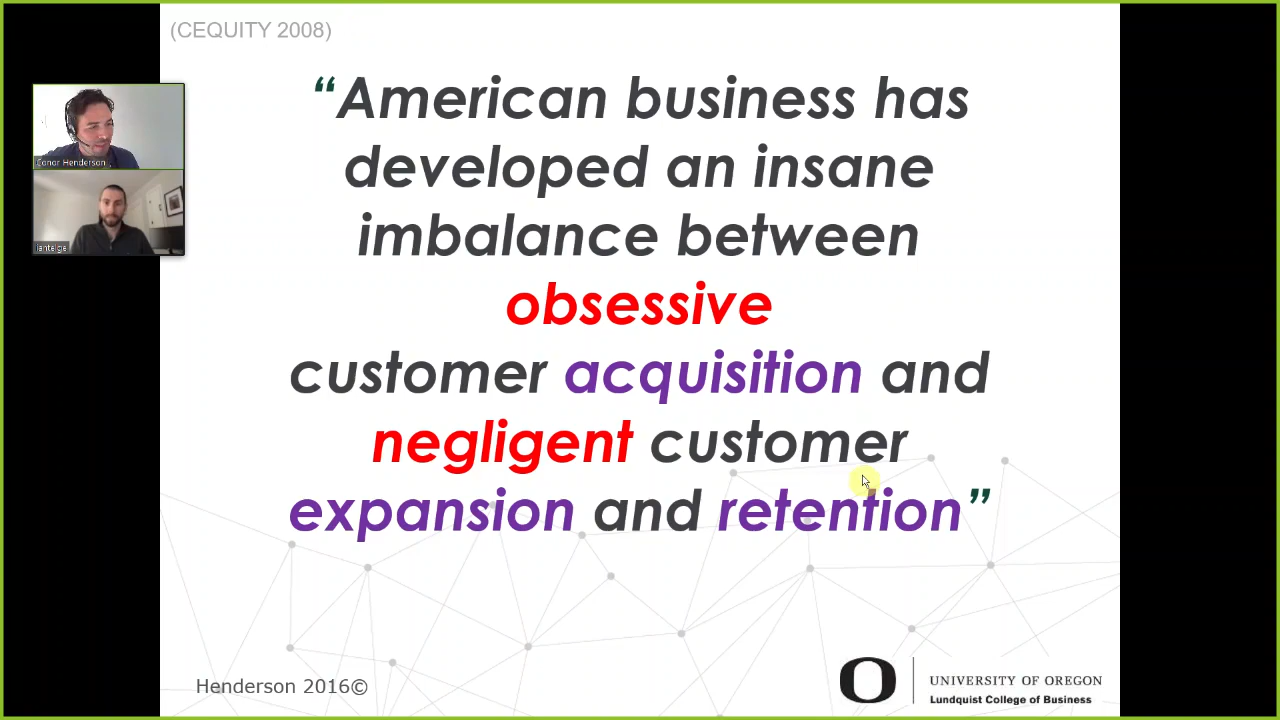 (CEQUITY 2008)
“American business has
developed an insane
imbalance between
obsessive
customer acquisition and
negligent customer
expansion and retention”
Conor Henderson
ianteige
Henderson 2016©
UNIVERSITY OF OREGON
Lundquist College of Business